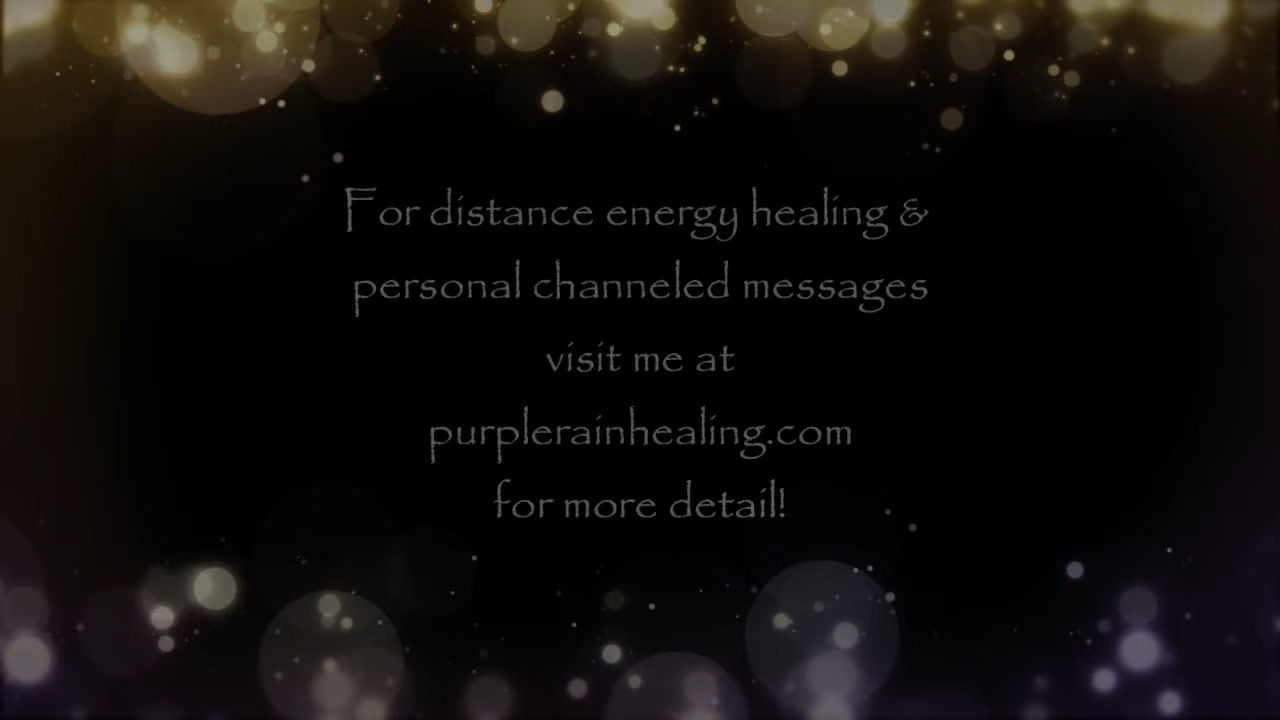 For distance energy healing &
personal channeled messages
visit me at
purplerainhealing.com
for more detail!